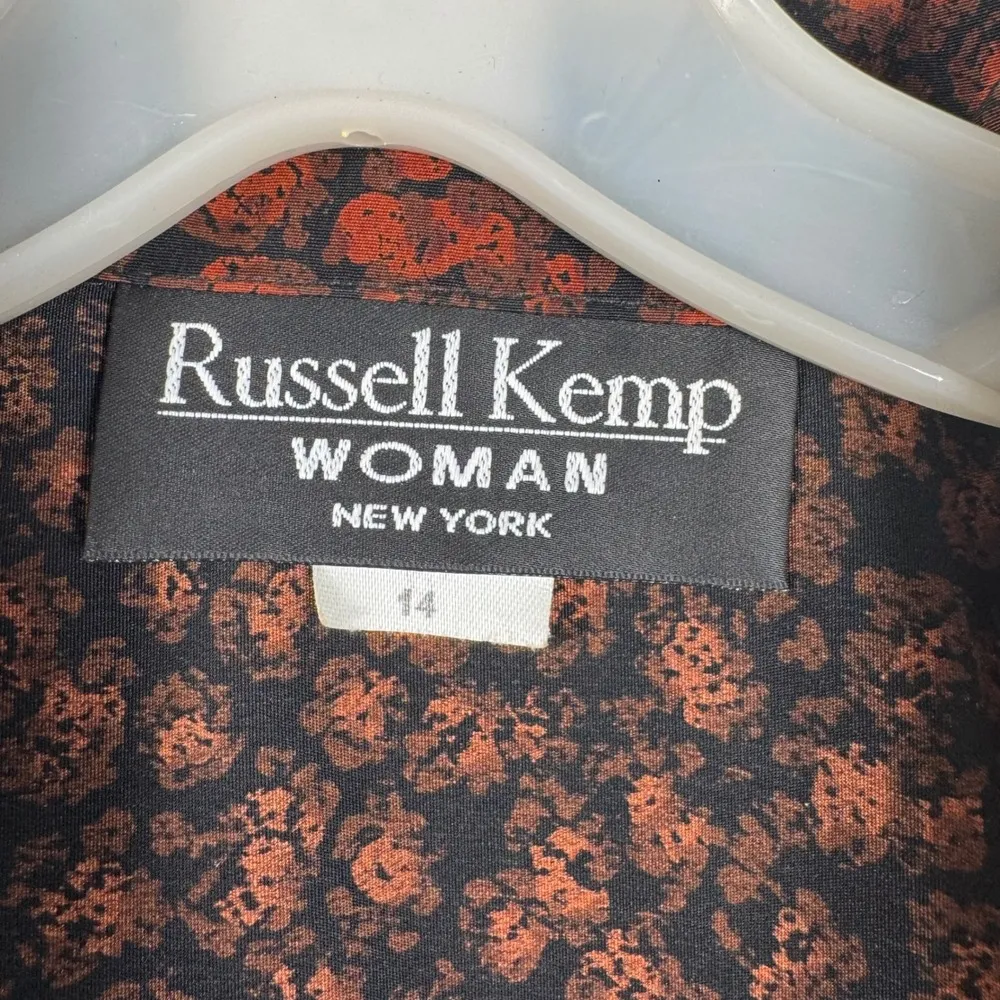 Russell Kemp
WOMAN
NEW YORK
14